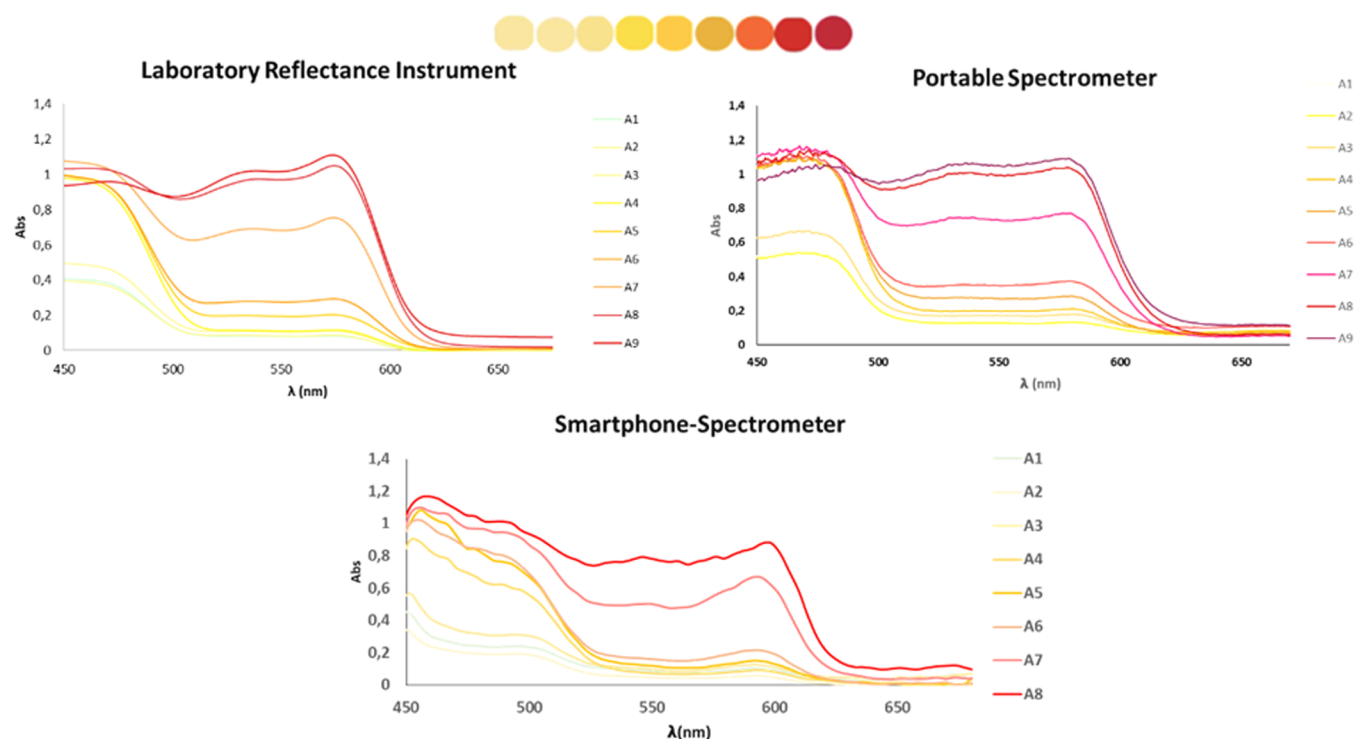 Laboratory Reflectance Instrument
1,4
1,2
1
0,8
0,6
0,4
0,2
0
Abs
450
500
550
600
650
λ (nm)
A1
A2
A3
A4
A5
A6
A7
A8
A9
Portable Spectrometer
1,4
1,2
1
0,8
0,6
0,4
0,2
0
Abs
450
500
550
600
650
λ (nm)
A1
A2
A3
A4
A5
A6
A7
A8
A9
Smartphone-Spectrometer
1,4
1,2
1
0,8
0,6
0,4
0,2
0
Abs
450
500
550
600
650
λ(nm)
A1
A2
A3
A4
A5
A6
A7
A8